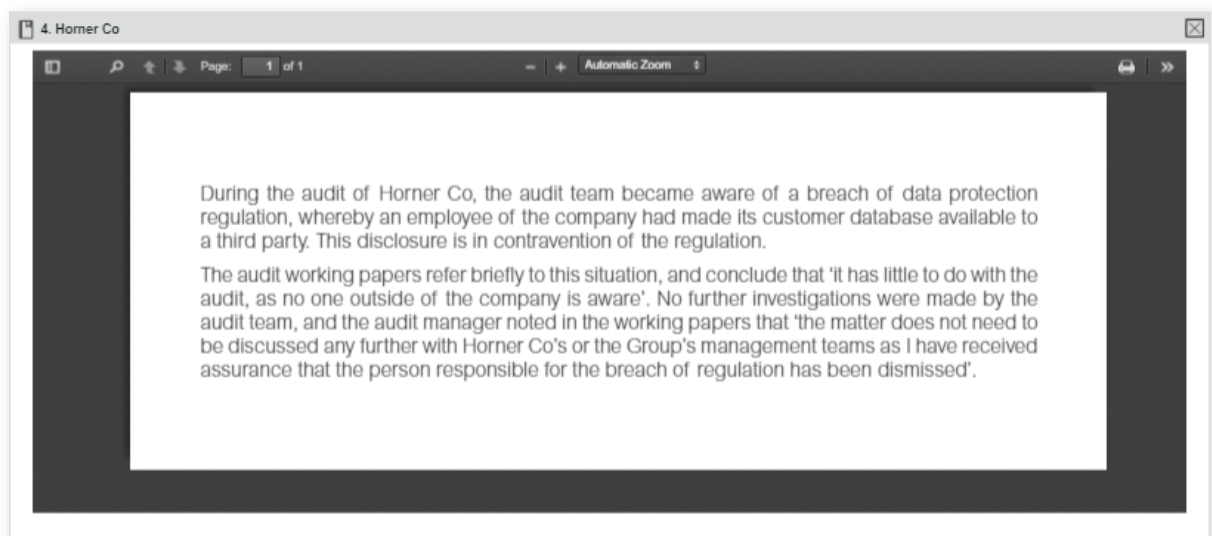 4. Horner Co
Page: 1 of 1
Automatic Zoom
During the audit of Horner Co, the audit team became aware of a breach of data protection
regulation, whereby an employee of the company had made its customer database available to
a third party. This disclosure is in contravention of the regulation.
The audit working papers refer briefly to this situation, and conclude that ‘it has little to do with the
audit, as no one outside of the company is aware’. No further investigations were made by the
audit team, and the audit manager noted in the working papers that ‘the matter does not need to
be discussed any further with Horner Co’s or the Group’s management teams as I have received
assurance that the person responsible for the breach of regulation has been dismissed’.